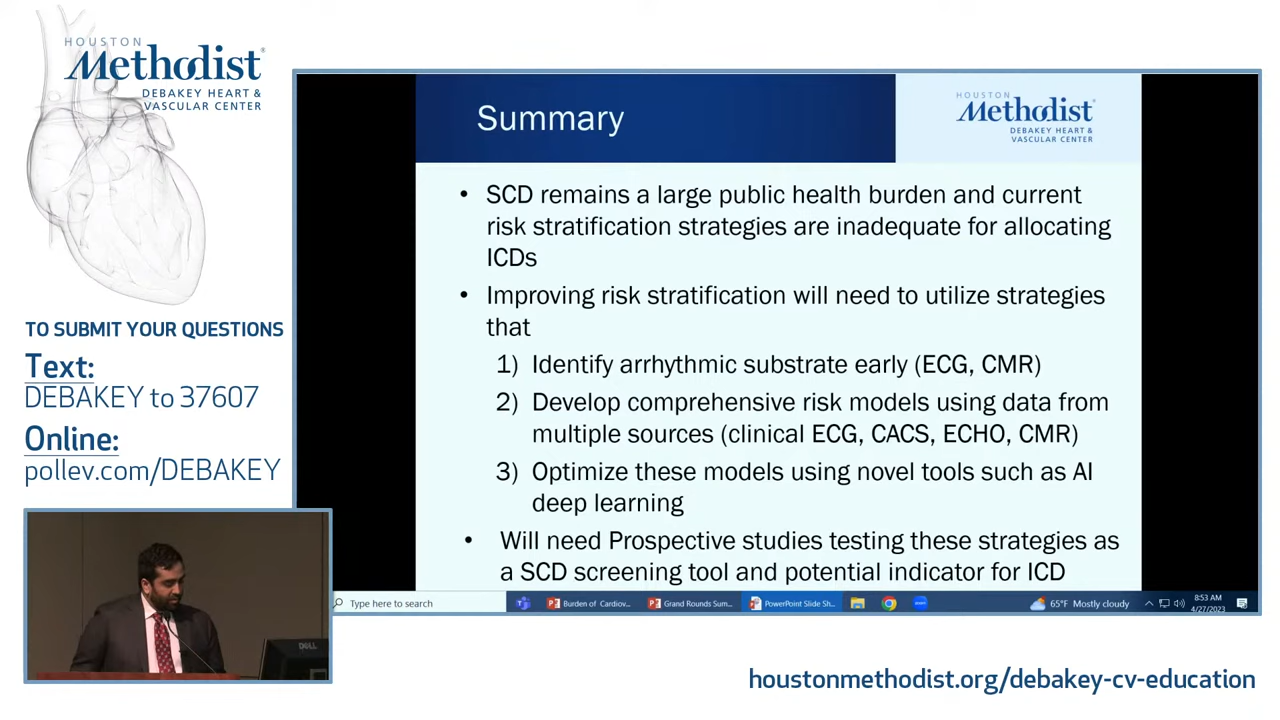 HOUSTON
Methodist®
DEBAKEY HEART &
VASCULAR CENTER
TO SUBMIT YOUR QUESTIONS
Text:
DEBAKEY to 37607
Online:
pollev.com/DEBAKEY
Summary
HOUSTON
Methodist®
DEBAKEY HEART &
VASCULAR CENTER
• SCD remains a large public health burden and current
risk stratification strategies are inadequate for allocating
ICDs
• Improving risk stratification will need to utilize strategies
that
1) Identify arrhythmic substrate early (ECG, CMR)
2) Develop comprehensive risk models using data from
multiple sources (clinical ECG, CACS, ECHO, CMR)
3) Optimize these models using novel tools such as AI
deep learning
• Will need Prospective studies testing these strategies as
a SCD screening tool and potential indicator for ICD
Type here to search
Burden of Cardiov...
Grand Rounds Sum...
PowerPoint Slide Sh...
65°F Mostly cloudy
8:53 AM
4/27/2023
DELL
houstonmethodist.org/debakey-cv-education